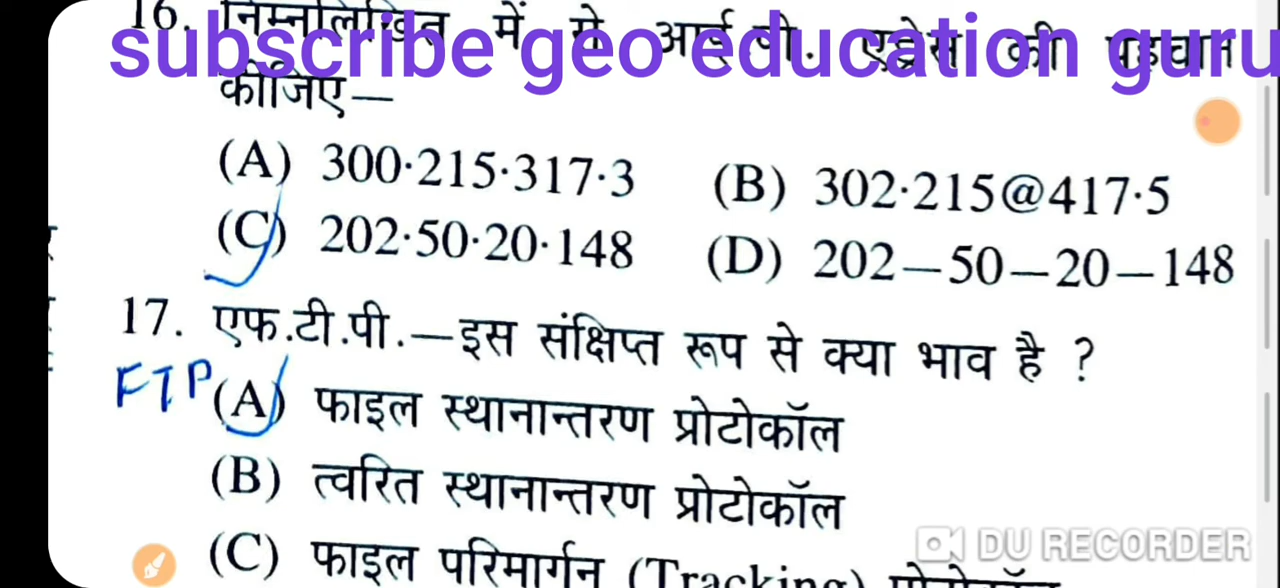 16. निम्नलिखित में से आई.पी. एड्रेस की पहचान
subscribe geo education guru
कीजिए—
(A) 300·215·317·3 (B) 302·215@417·5
(C) 202·50·20·148 (D) 202—50—20—148
17. एफ.टी.पी.—इस संक्षिप्त रूप से क्या भाव है ?
FTP
(A) फाइल स्थानान्तरण प्रोटोकॉल
(B) त्वरित स्थानान्तरण प्रोटोकॉल
(C) फाइल परिमार्गन (Tracking) प्रोटोकॉल
DU RECORDER